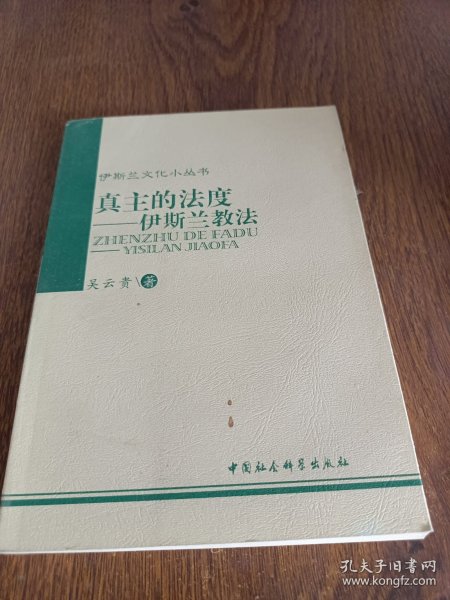 伊斯兰文化小丛书
真主的法度
——伊斯兰教法
ZHENZHU DE FADU
——YISILAN JIAOFA
吴云贵\著
中国社会科学出版社
孔夫子旧书网
www.kongfz.com